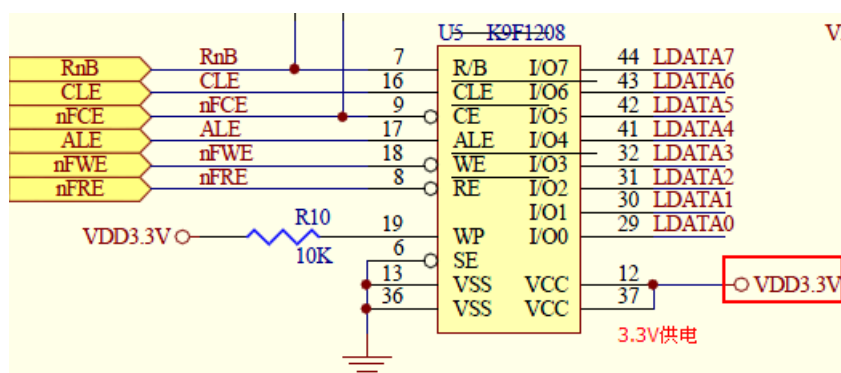 U5 K9F1208
RnB RnB 7 R/B I/O7 44 LDATA7
CLE CLE 16 CLE I/O6 43 LDATA6
nFCE nFCE 9 CE I/O5 42 LDATA5
ALE ALE 17 ALE I/O4 41 LDATA4
nFWE nFWE 18 WE I/O3 32 LDATA3
nFRE nFRE 8 RE I/O2 31 LDATA2
I/O1 30 LDATA1
VDD3.3V R10 10K 19 WP I/O0 29 LDATA0
6 SE
13 VSS VCC 12 VDD3.3V
36 VSS VCC 37
3.3V供电